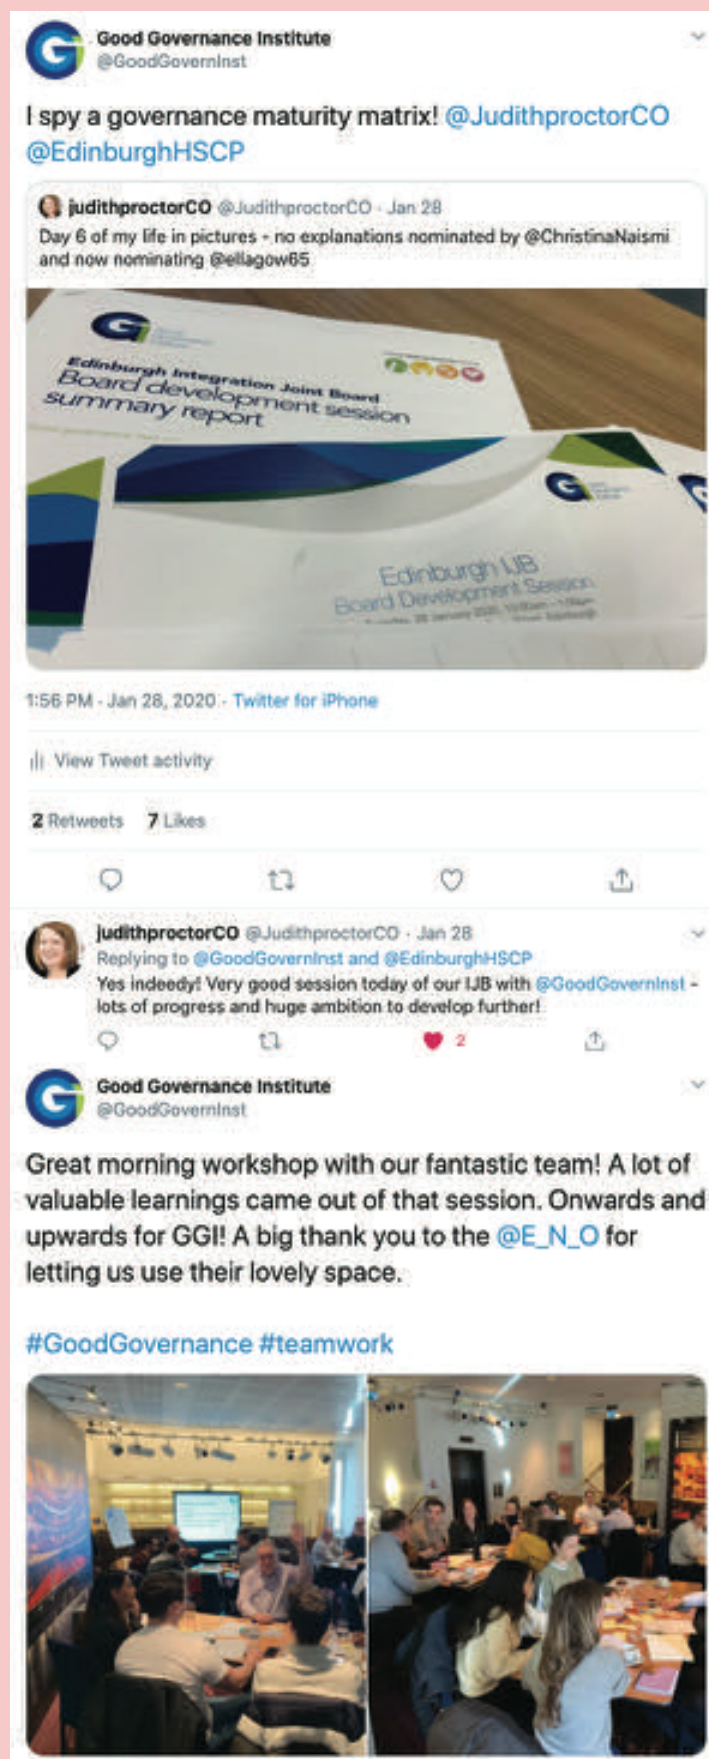 Good Governance Institute
@GoodGovernInst
I spy a governance maturity matrix! @JudithproctorCO
@EdinburghHSCP
judithproctorCO @JudithproctorCO · Jan 28
Day 6 of my life in pictures - no explanations nominated by @ChristinaNaismi
and now nominating @ellagow65
Edinburgh Integration Joint Board
Board development session
summary report
Edinburgh IJB
Board Development Session
28 January 2020,
1:56 PM · Jan 28, 2020 · Twitter for iPhone
View Tweet activity
2 Retweets 7 Likes
judithproctorCO @JudithproctorCO · Jan 28
Replying to @GoodGovernInst and @EdinburghHSCP
Yes indeedy! Very good session today of our IJB with @GoodGovernInst -
lots of progress and huge ambition to develop further!
2
Good Governance Institute
@GoodGovernInst
Great morning workshop with our fantastic team! A lot of
valuable learnings came out of that session. Onwards and
upwards for GGI! A big thank you to the @E_N_O for
letting us use their lovely space.
#GoodGovernance #teamwork